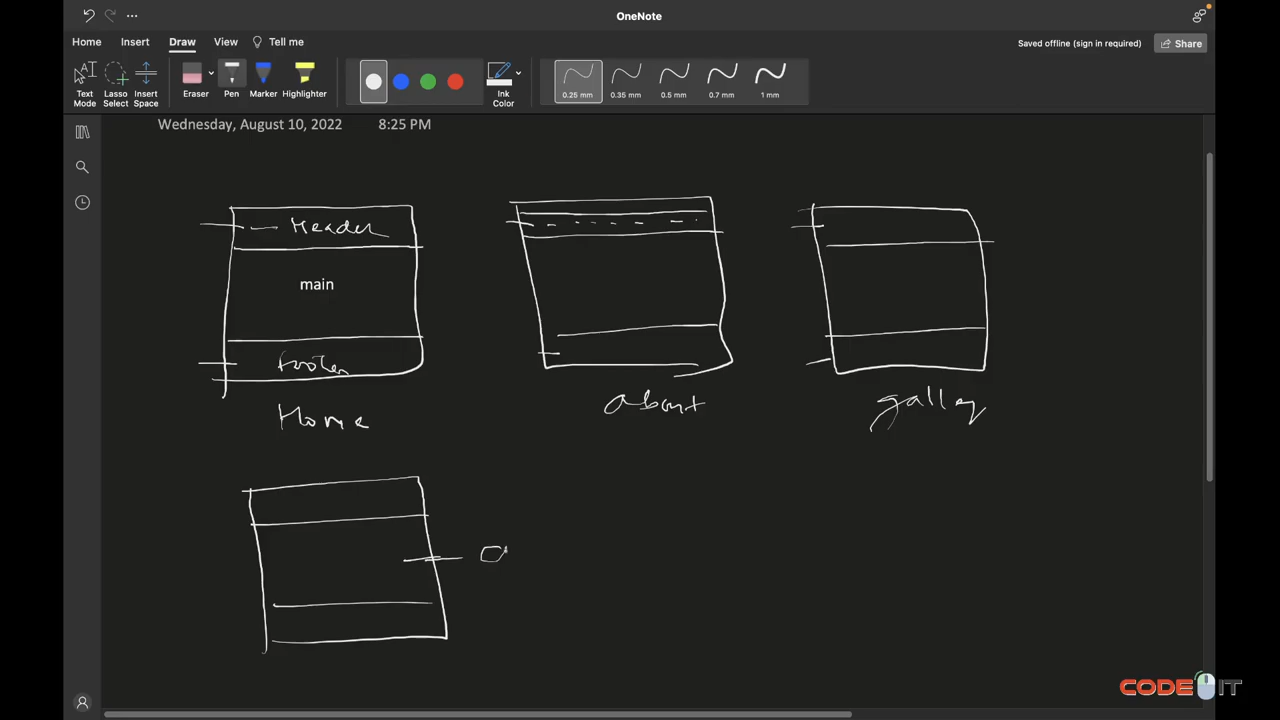 OneNote
Home Insert Draw View Tell me
Saved offline (sign in required) Share
Text Mode Lasso Select Insert Space Eraser Pen Marker Highlighter Ink Color 0.25 mm 0.35 mm 0.5 mm 0.7 mm 1 mm
Wednesday, August 10, 2022 8:25 PM
Header
main
Footer
Home about gallery
CODE IT